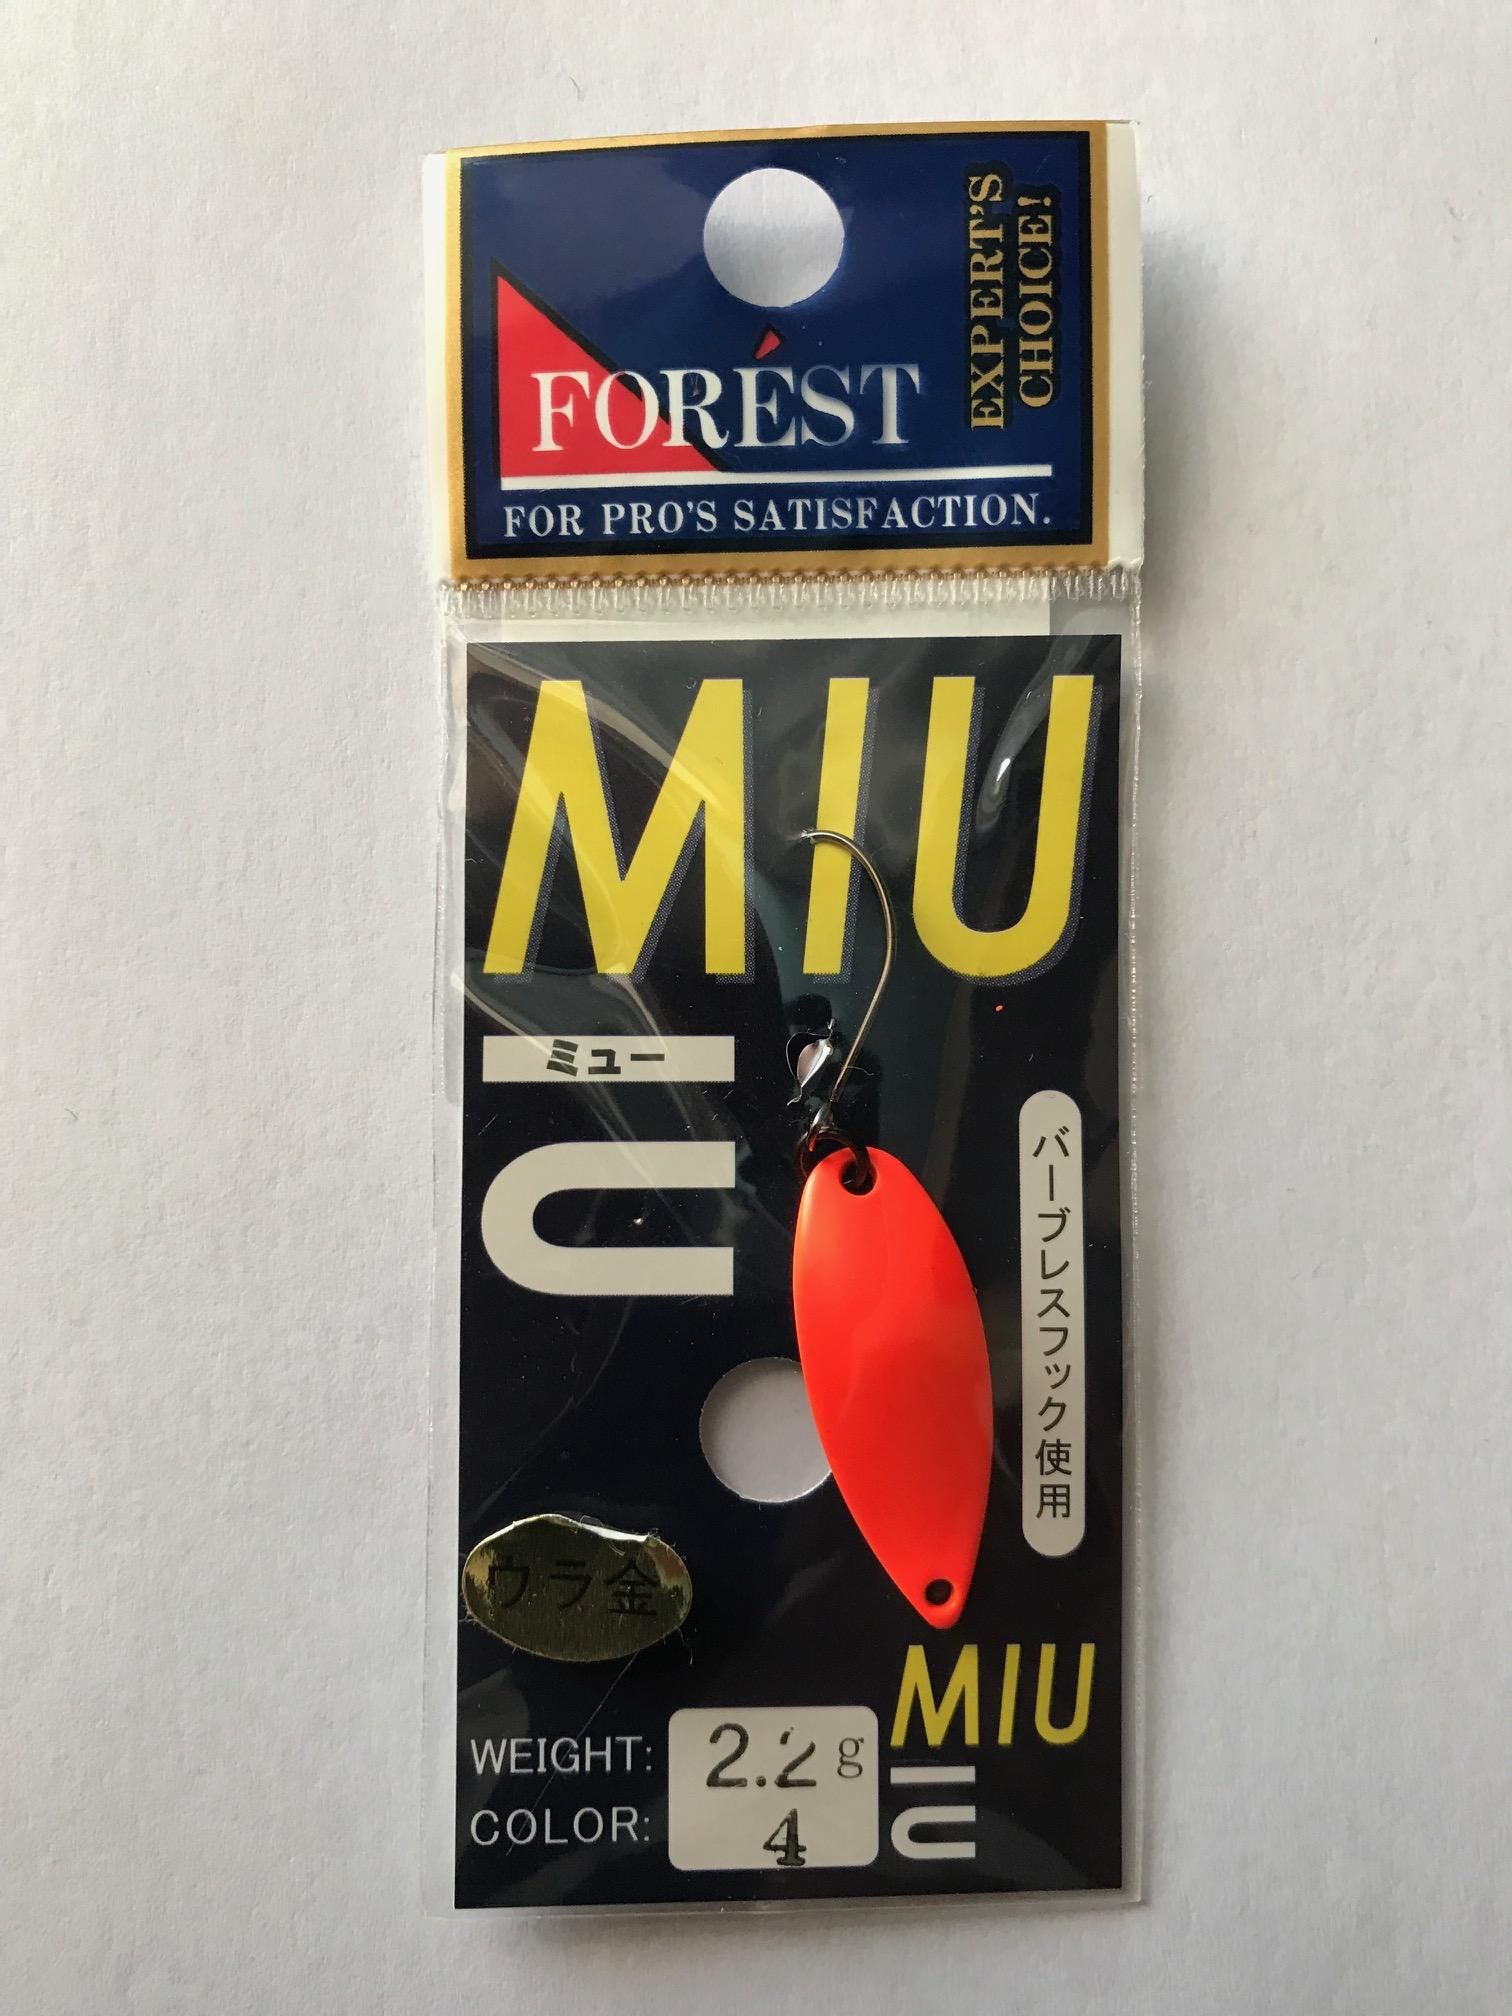 EXPERT'S
CHOICE!
FORÉST
FOR PRO'S SATISFACTION.
MIU
ミュー
バーブレスフック使用
ウラ金
MIU
WEIGHT: 2.2g
COLOR: 4